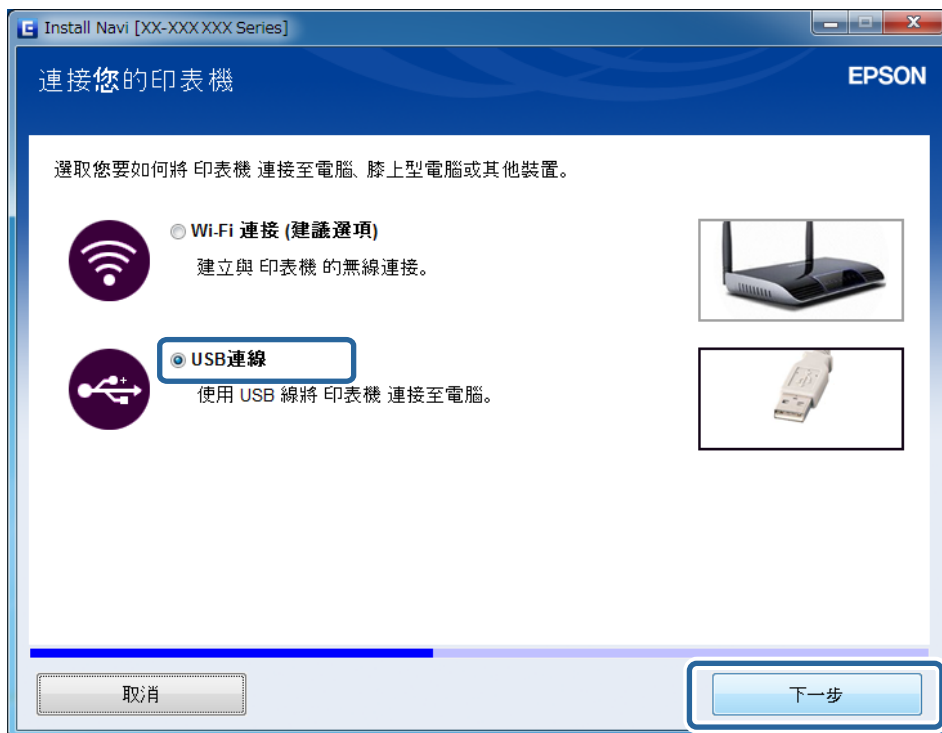 Install Navi [XX-XXX XXX Series]
連接您的印表機
EPSON
選取您要如何將 印表機 連接至電腦、膝上型電腦或其他裝置。
Wi-Fi 連接 (建議選項)
建立與 印表機 的無線連接。
USB連線
使用 USB 線將 印表機 連接至電腦。
取消
下一步